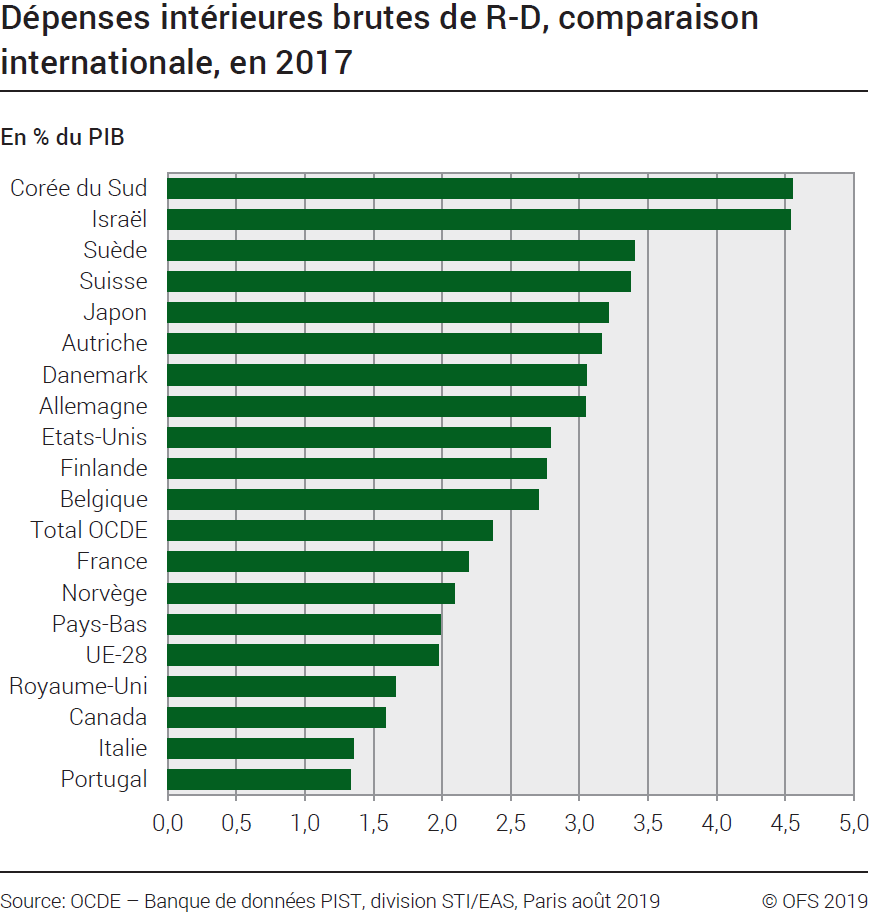 Dépenses intérieures brutes de R-D, comparaison
internationale, en 2017
En % du PIB
Corée du Sud
Israël
Suède
Suisse
Japon
Autriche
Danemark
Allemagne
Etats-Unis
Finlande
Belgique
Total OCDE
France
Norvège
Pays-Bas
UE-28
Royaume-Uni
Canada
Italie
Portugal
0,0 0,5 1,0 1,5 2,0 2,5 3,0 3,5 4,0 4,5 5,0
Source: OCDE – Banque de données PIST, division STI/EAS, Paris août 2019 © OFS 2019